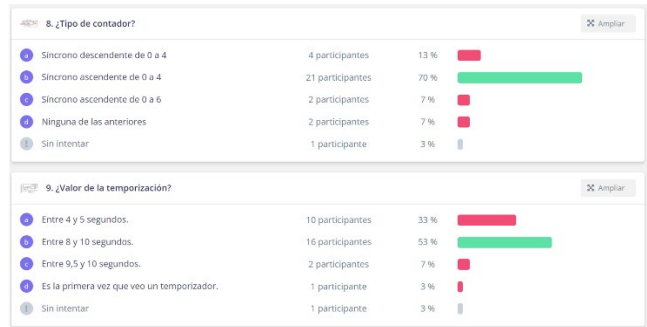 8. ¿Tipo de contador? Ampliar
a Síncrono descendente de 0 a 4 4 participantes 13 %
b Síncrono ascendente de 0 a 4 21 participantes 70 %
c Síncrono ascendente de 0 a 6 2 participantes 7 %
d Ninguna de las anteriores 2 participantes 7 %
Sin intentar 1 participante 3 %
9. ¿Valor de la temporización? Ampliar
a Entre 4 y 5 segundos. 10 participantes 33 %
b Entre 8 y 10 segundos. 16 participantes 53 %
c Entre 9,5 y 10 segundos. 2 participantes 7 %
d Es la primera vez que veo un temporizador. 1 participante 3 %
Sin intentar 1 participante 3 %